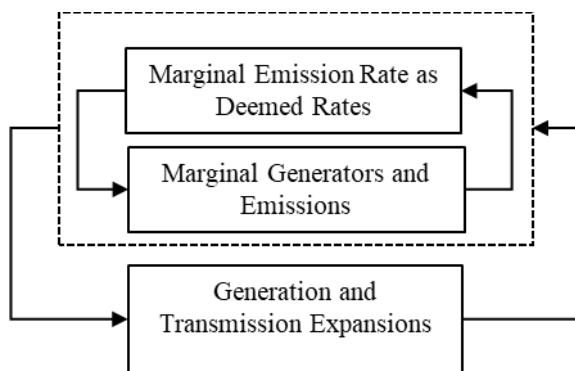 Marginal Emission Rate as
Deemed Rates
Marginal Generators and
Emissions
Generation and
Transmission Expansions